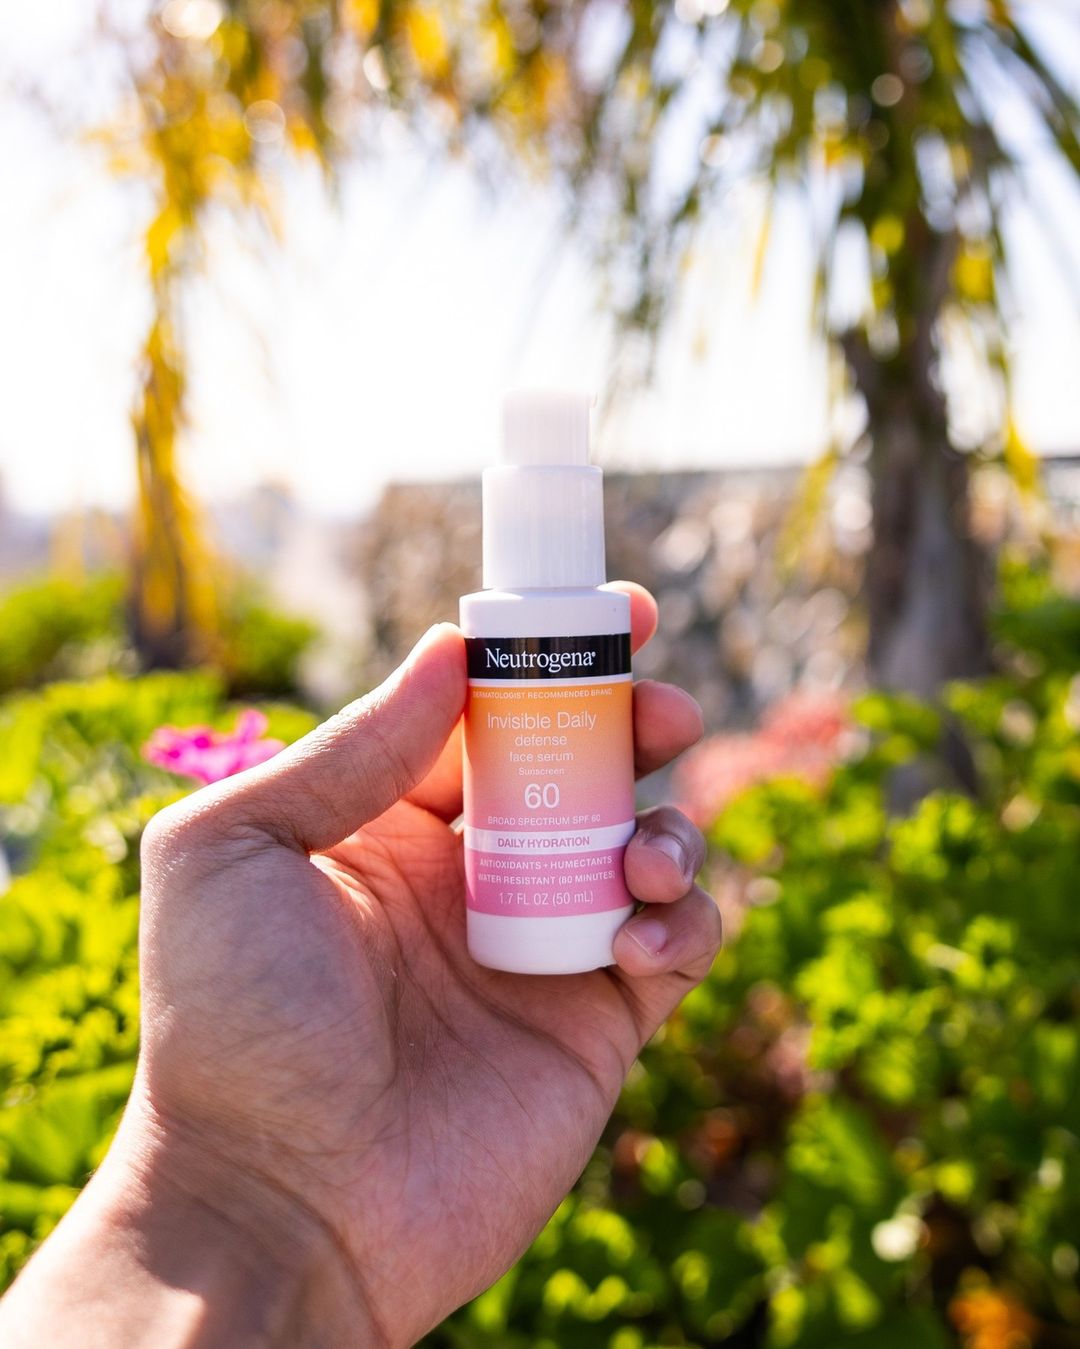 Neutrogena®
DERMATOLOGIST RECOMMENDED BRAND
Invisible Daily
defense
face serum
Sunscreen
60
BROAD SPECTRUM SPF 60
DAILY HYDRATION
ANTIOXIDANTS + HUMECTANTS
WATER RESISTANT (80 MINUTES)
1.7 FL OZ (50 mL)